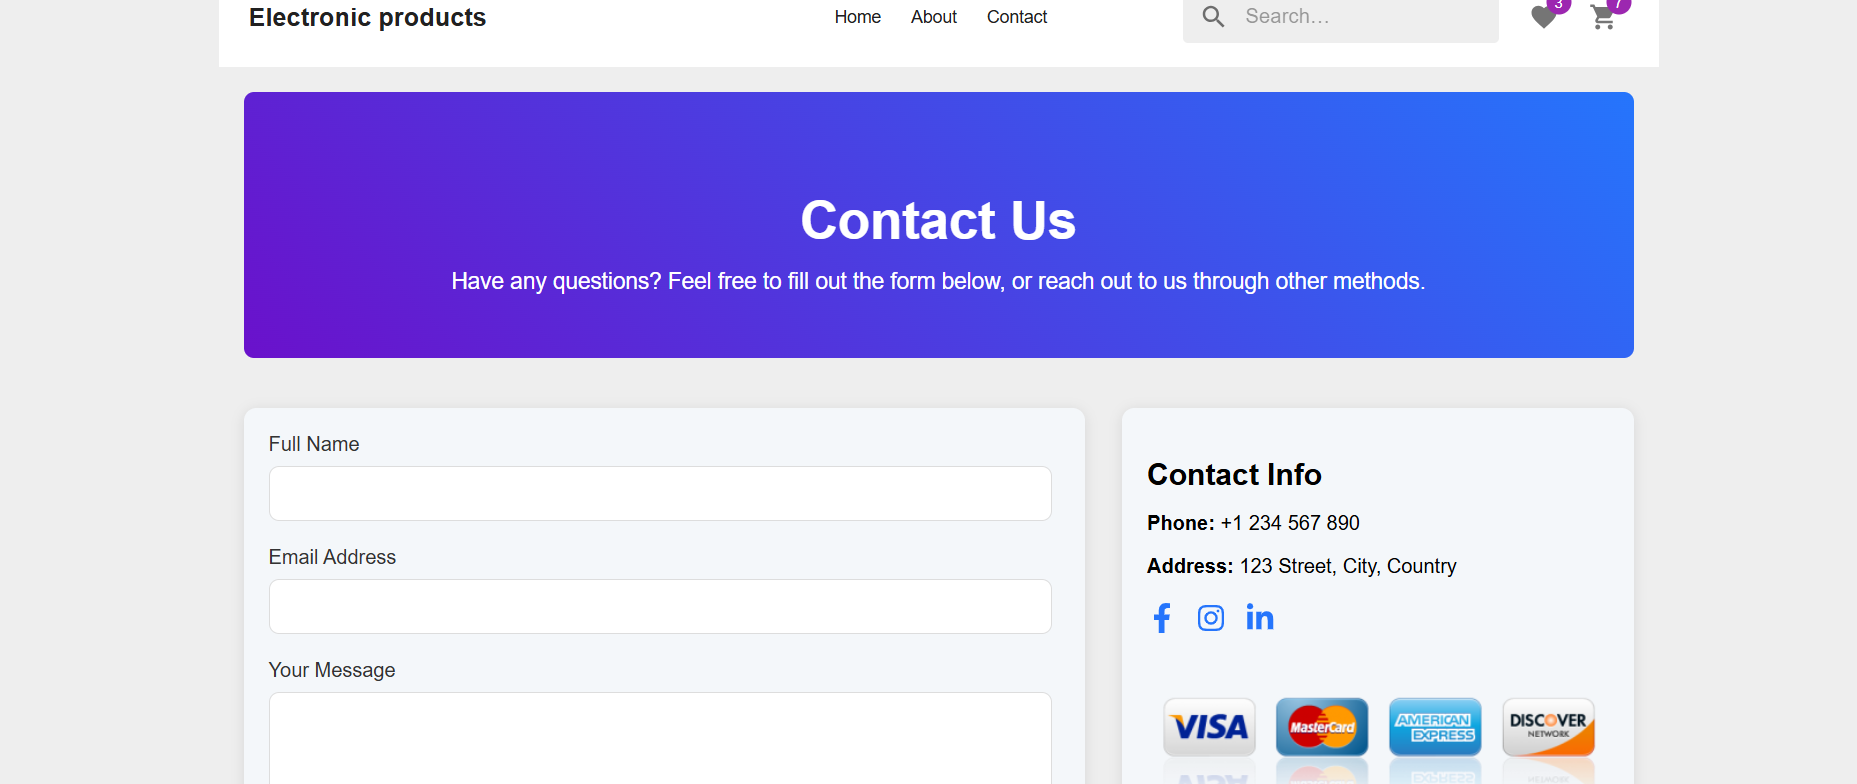 Electronic products
Home About Contact
Search…
3
7
Contact Us
Have any questions? Feel free to fill out the form below, or reach out to us through other methods.
Full Name
Email Address
Your Message
Contact Info
Phone: +1 234 567 890
Address: 123 Street, City, Country
VISA
MasterCard
AMERICAN EXPRESS
DISCOVER NETWORK